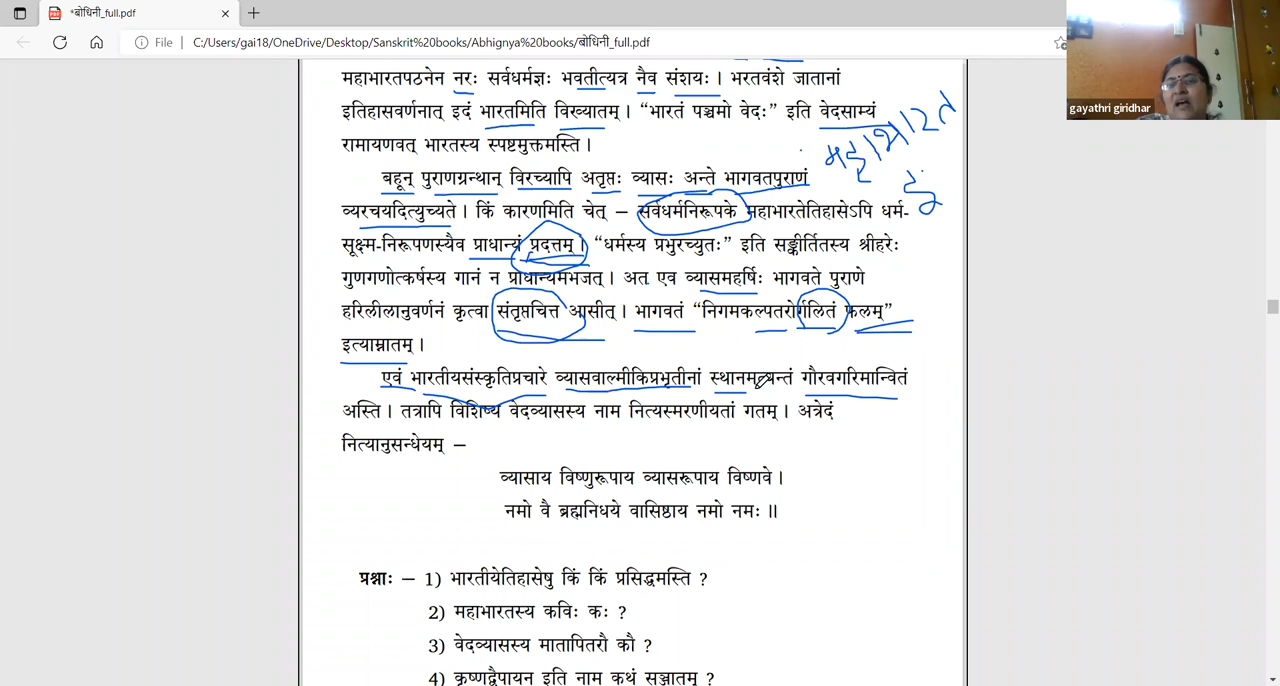 *बोधिनी_full.pdf
File
C:/Users/gai18/OneDrive/Desktop/Sanskrit%20books/Abhignya%20books/बोधिनी_full.pdf
gayathri giridhar
महाभारतपठनेन नरः सर्वधर्मज्ञः भवतीत्यत्र नैव संशयः । भरतवंशे जातानां
इतिहासवर्णनात् इदं भारतमिति विख्यातम् । “भारतं पञ्चमो वेदः” इति वेदसाम्यं
रामायणवत् भारतस्य स्पष्टमुक्तमस्ति ।
महाभारत
बहून् पुराणग्रन्थान् विरच्यापि अतृप्तः व्यासः अन्ते भागवतपुराणं
व्यरचयदित्युच्यते । किं कारणमिति चेत् – सर्वधर्मनिरूपके महाभारतेतिहासेऽपि धर्म-
सूक्ष्म-निरूपणस्यैव प्राधान्यं प्रदत्तम् । “धर्मस्य प्रभुरच्युतः” इति सङ्कीर्तितस्य श्रीहरेः
गुणगणोत्कर्षस्य गानं न प्राधान्यमभजत् । अत एव व्यासमहर्षिः भागवते पुराणे
हरिलीलानुवर्णनं कृत्वा संतृप्तचित्त आसीत् । भागवतं “निगमकल्पतरोर्गलितं फलम्”
इत्याम्नातम् ।
एवं भारतीयसंस्कृतिप्रचारे व्यासवाल्मीकिप्रभृतीनां स्थानमत्यन्तं गौरवगरिमान्वितं
अस्ति । तत्रापि विशिष्य वेदव्यासस्य नाम नित्यस्मरणीयतां गतम् । अत्रेदं
नित्यानुसन्धेयम् –
व्यासाय विष्णुरूपाय व्यासरूपाय विष्णवे ।
नमो वै ब्रह्मनिधये वासिष्ठाय नमो नमः ॥
प्रश्नाः – 1) भारतीयेतिहासेषु किं किं प्रसिद्धमस्ति ?
2) महाभारतस्य कविः कः ?
3) वेदव्यासस्य मातापितरौ कौ ?
4) कृष्णद्वैपायन इति नाम कथं सञ्जातम् ?